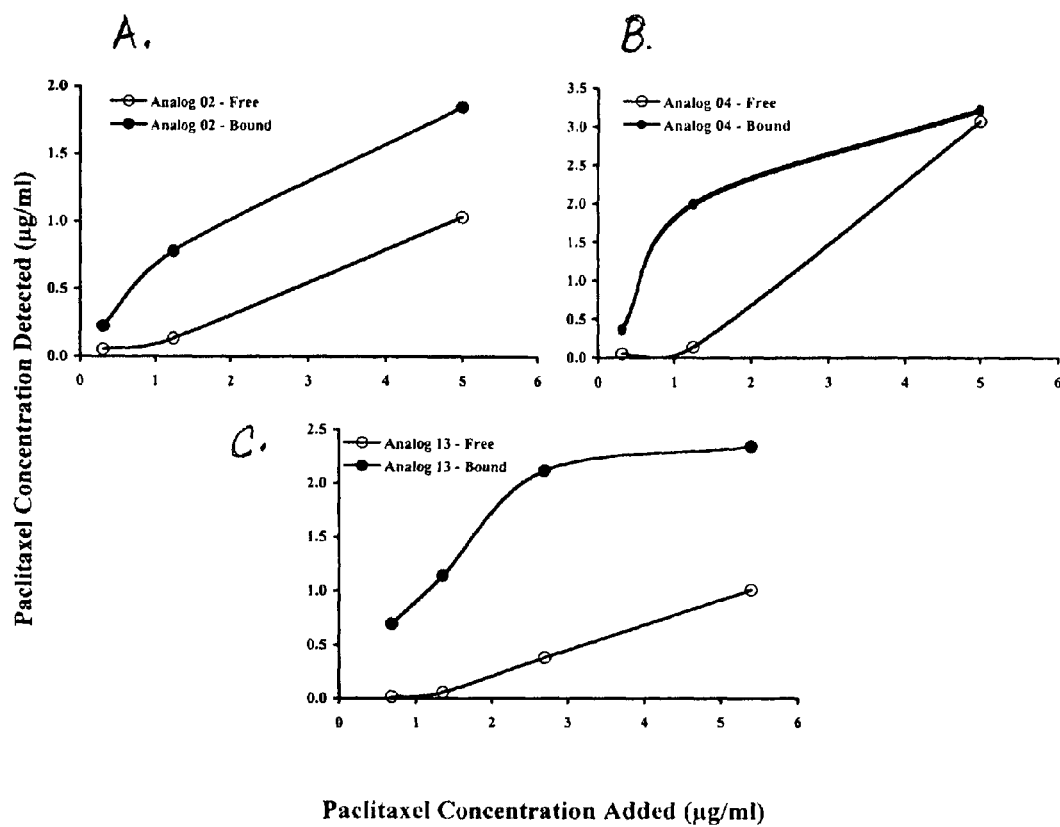 A.
Analog 02 - Free
Analog 02 - Bound
2.0
1.5
1.0
0.5
0.0
0 1 2 3 4 5 6
B.
Analog 04 - Free
Analog 04 - Bound
3.5
3.0
2.5
2.0
1.5
1.0
0.5
0.0
0 1 2 3 4 5 6
C.
Analog 13 - Free
Analog 13 - Bound
2.5
2.0
1.5
1.0
0.5
0.0
0 1 2 3 4 5 6
Paclitaxel Concentration Detected (µg/ml)
Paclitaxel Concentration Added (µg/ml)